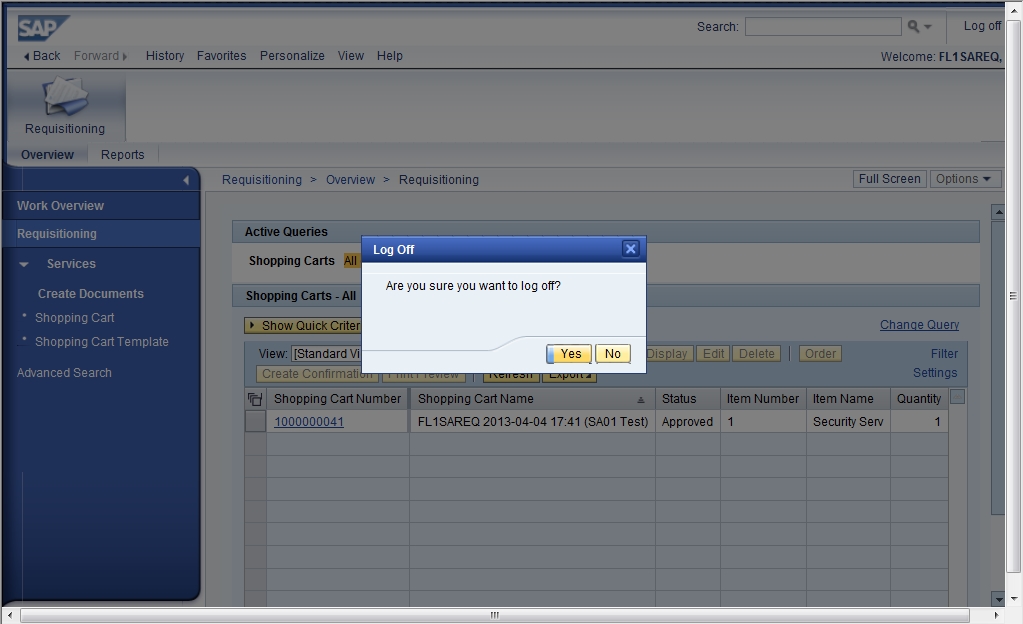 SAP
Search:
Log off
Back Forward History Favorites Personalize View Help
Welcome: FL1SAREQ,
Requisitioning
Overview Reports
Requisitioning > Overview > Requisitioning
Full Screen Options
Work Overview
Requisitioning
Services
Create Documents
Shopping Cart
Shopping Cart Template
Advanced Search
Active Queries
Shopping Carts All
Shopping Carts - All
Log Off
Are you sure you want to log off?
Yes No
Show Quick Criter
Change Query
View: [Standard Vi
Display Edit Delete Order Filter
Create Confirmation Print Preview Refresh Export
Settings
Shopping Cart Number Shopping Cart Name Status Item Number Item Name Quantity
1000000041 FL1SAREQ 2013-04-04 17:41 (SA01 Test) Approved 1 Security Serv 1